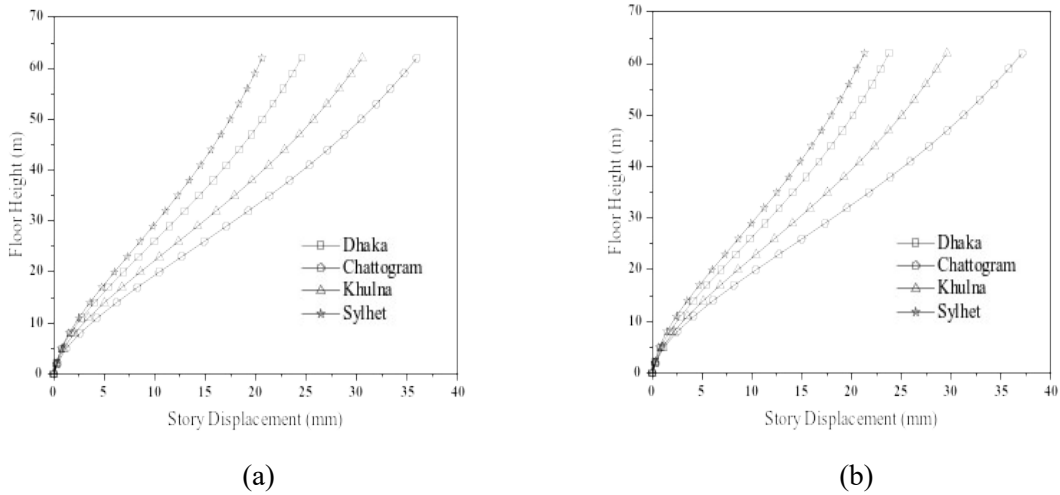 70
60
50
40
30
20
10
0
Floor Height (m)
Dhaka
Chattogram
Khulna
Sylhet
0 5 10 15 20 25 30 35 40
Story Displacement (mm)
(a)
70
60
50
40
30
20
10
0
Floor Height (m)
Dhaka
Chattogram
Khulna
Sylhet
0 5 10 15 20 25 30 35 40
Story Displacement (mm)
(b)